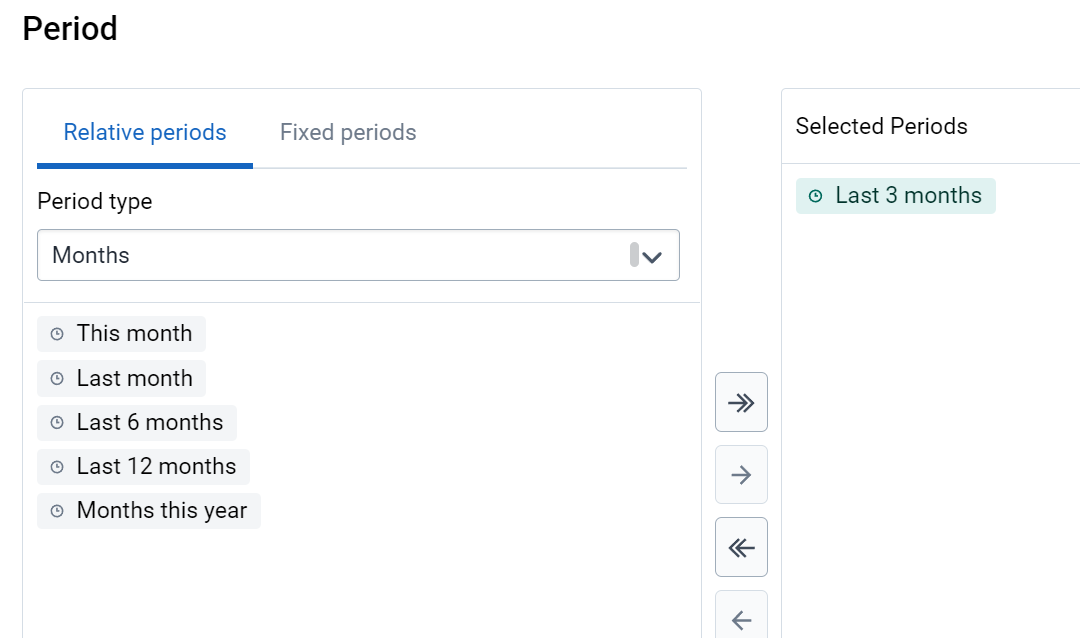 Period
Relative periods Fixed periods
Period type
Months
This month
Last month
Last 6 months
Last 12 months
Months this year
Selected Periods
Last 3 months